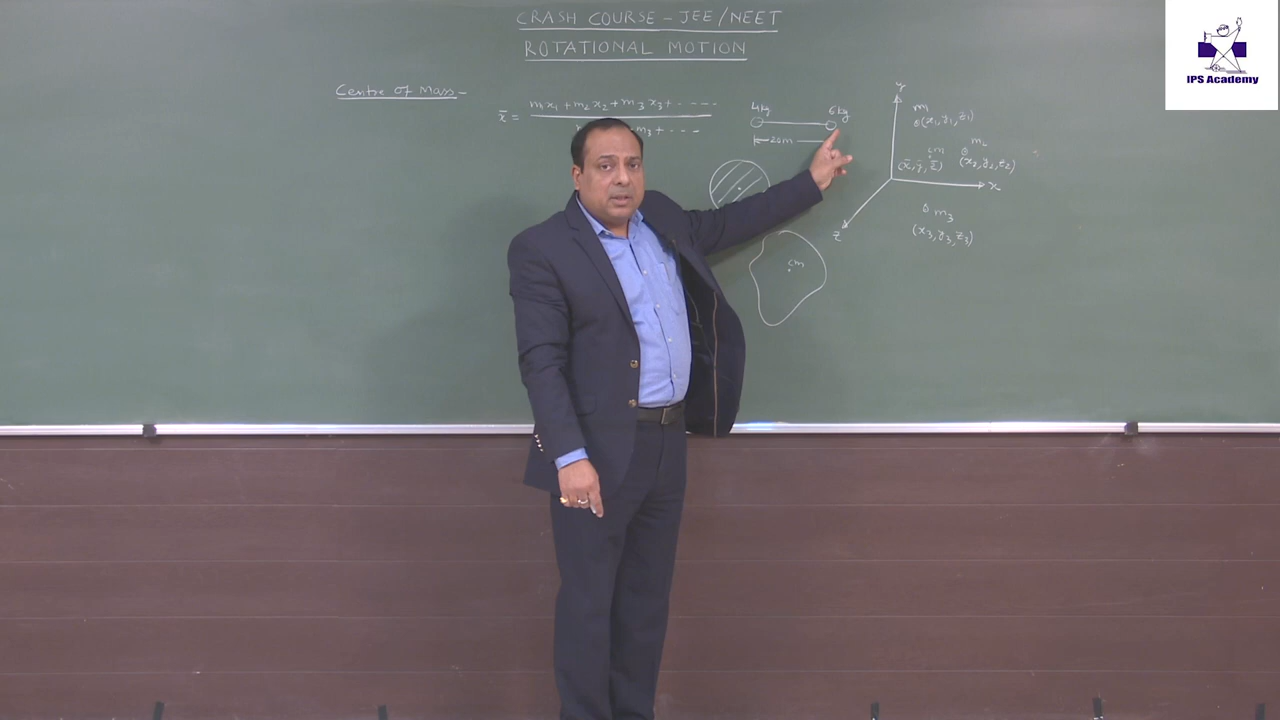 CRASH COURSE - JEE/NEET
ROTATIONAL MOTION
Centre of Mass -
x̄ = m₁x₁ + m₂x₂ + m₃x₃ + - - - -
m₃ + - - -
4kg 6kg
20m
cm
y
m₁
(x₁, y₁, z₁)
m₂
(x₂, y₂, z₂)
cm
(x̄, ȳ, z̄)
x
z
m₃
(x₃, y₃, z₃)
IPS Academy